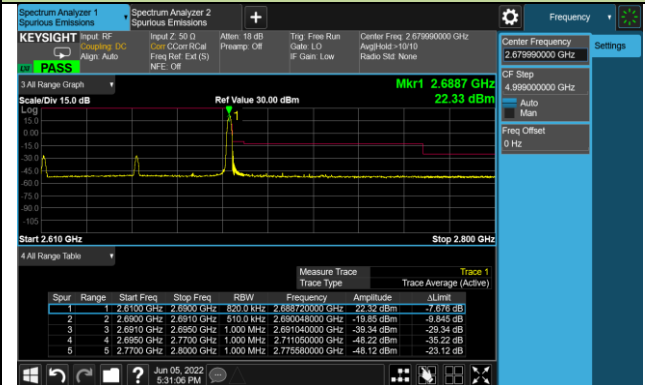 Spectrum Analyzer 1
Spurious Emissions
Spectrum Analyzer 2
Spurious Emissions
+
Frequency
KEYSIGHT
Input: RF
Coupling: DC
Align: Auto
Input Z: 50 Ω
Corr CCorr RCal
Freq Ref: Ext (S)
NFE: Off
Atten: 18 dB
Preamp: Off
Trig: Free Run
Gate: LO
IF Gain: Low
Center Freq: 2.679990000 GHz
Avg|Hold:>10/10
Radio Std: None
LXI
PASS
Center Frequency
2.679990000 GHz
Settings
CF Step
4.999000000 GHz
Auto
Man
Freq Offset
0 Hz
3 All Range Graph
Mkr1 2.6887 GHz
22.33 dBm
Scale/Div 15.0 dB
Ref Value 30.00 dBm
Log
15.0
0.00
-15.0
-30.0
-45.0
-60.0
-75.0
-90.0
-105
1
Start 2.610 GHz
Stop 2.800 GHz
4 All Range Table
Measure Trace Trace 1
Trace Type Trace Average (Active)
Spur Range Start Freq Stop Freq RBW Frequency Amplitude ΔLimit
1 1 2.6100 GHz 2.6900 GHz 820.0 kHz 2.688720000 GHz 22.32 dBm -7.676 dB
2 2 2.6900 GHz 2.6910 GHz 510.0 kHz 2.690048000 GHz -19.85 dBm -9.845 dB
3 3 2.6910 GHz 2.6950 GHz 1.000 MHz 2.691040000 GHz -39.34 dBm -29.34 dB
4 4 2.6950 GHz 2.7700 GHz 1.000 MHz 2.711050000 GHz -48.22 dBm -35.22 dB
5 5 2.7700 GHz 2.8000 GHz 1.000 MHz 2.775580000 GHz -48.12 dBm -23.12 dB
?
Jun 05, 2022
5:31:06 PM